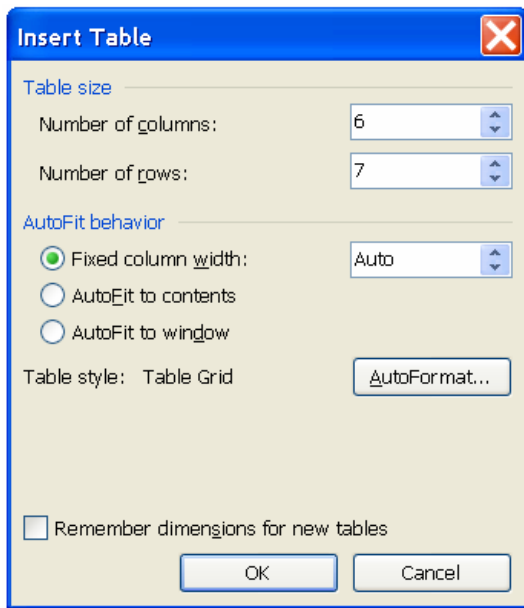 Insert Table
Table size
Number of columns: 6
Number of rows: 7
AutoFit behavior
Fixed column width: Auto
AutoFit to contents
AutoFit to window
Table style: Table Grid AutoFormat...
Remember dimensions for new tables
OK Cancel